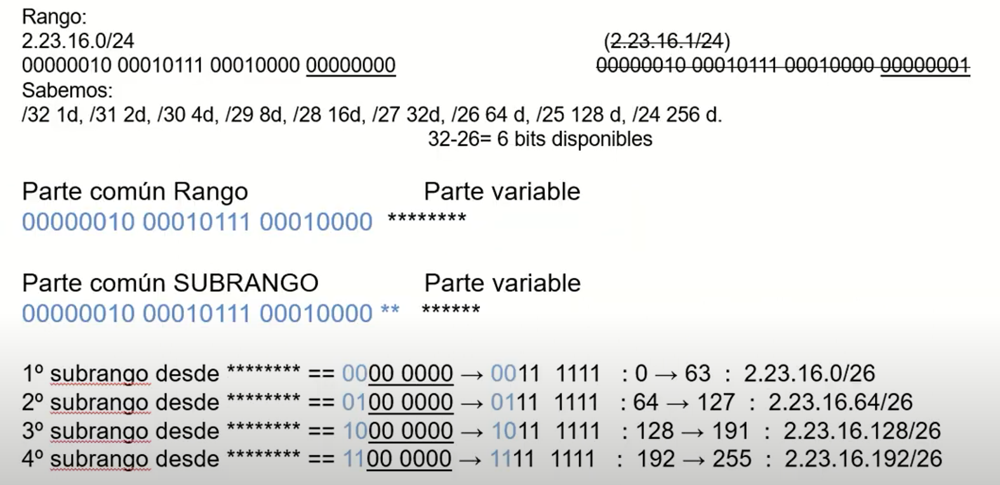 Rango:
2.23.16.0/24 (2.23.16.1/24)
00000010 00010111 00010000 00000000 00000010 00010111 00010000 00000001
Sabemos:
/32 1d, /31 2d, /30 4d, /29 8d, /28 16d, /27 32d, /26 64 d, /25 128 d, /24 256 d.
32-26= 6 bits disponibles
Parte común Rango Parte variable
00000010 00010111 00010000 ********
Parte común SUBRANGO Parte variable
00000010 00010111 00010000 ** ******
1º subrango desde ******** == 0000 0000 → 0011 1111 : 0 → 63 : 2.23.16.0/26
2º subrango desde ******** == 0100 0000 → 0111 1111 : 64 → 127 : 2.23.16.64/26
3º subrango desde ******** == 1000 0000 → 1011 1111 : 128 → 191 : 2.23.16.128/26
4º subrango desde ******** == 1100 0000 → 1111 1111 : 192 → 255 : 2.23.16.192/26